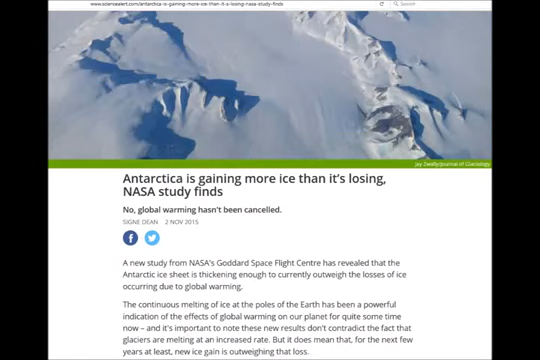 www.sciencealert.com/antarctica-is-gaining-more-ice-than-it-s-losing-nasa-study-finds
Search
Jay Zwally/Journal of Glaciology
Antarctica is gaining more ice than it's losing,
NASA study finds
No, global warming hasn't been cancelled.
SIGNE DEAN 2 NOV 2015
A new study from NASA's Goddard Space Flight Centre has revealed that the
Antarctic ice sheet is thickening enough to currently outweigh the losses of ice
occurring due to global warming.
The continuous melting of ice at the poles of the Earth has been a powerful
indication of the effects of global warming on our planet for quite some time
now – and it's important to note these new results don't contradict the fact that
glaciers are melting at an increased rate. But it does mean that, for the next few
years at least, new ice gain is outweighing that loss.